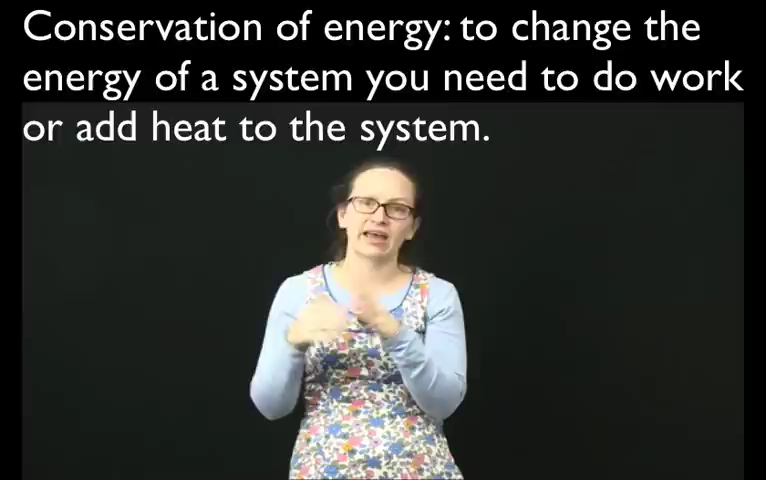 Conservation of energy: to change the
energy of a system you need to do work
or add heat to the system.